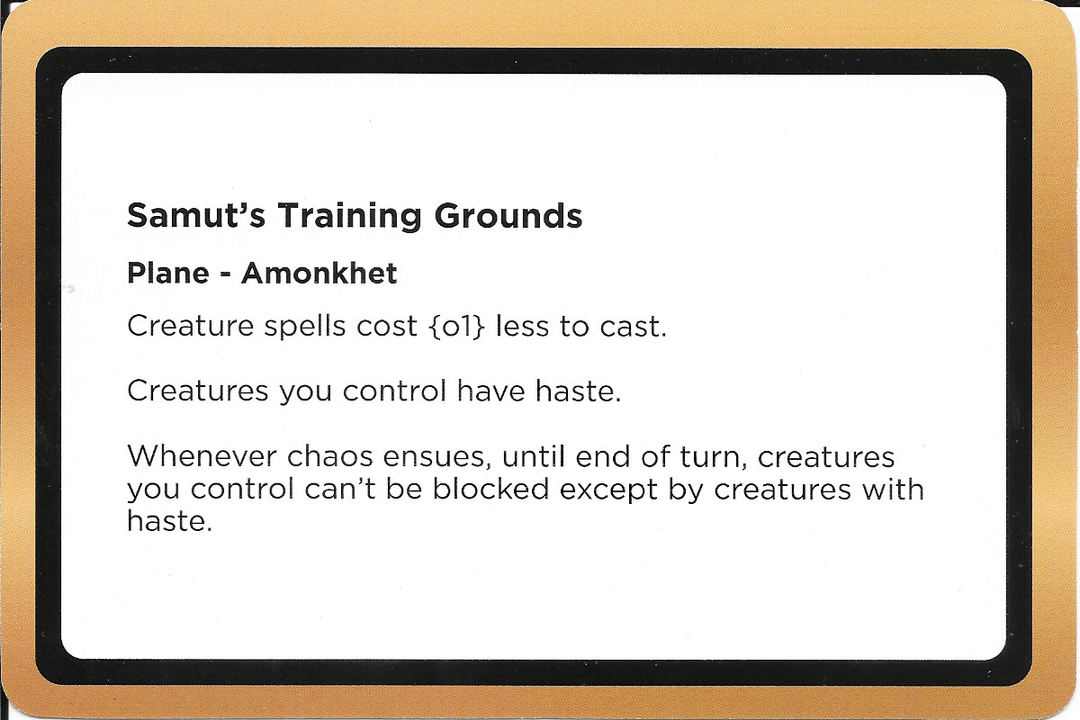 Samut’s Training Grounds
Plane - Amonkhet
Creature spells cost {o1} less to cast.
Creatures you control have haste.
Whenever chaos ensues, until end of turn, creatures
you control can’t be blocked except by creatures with
haste.